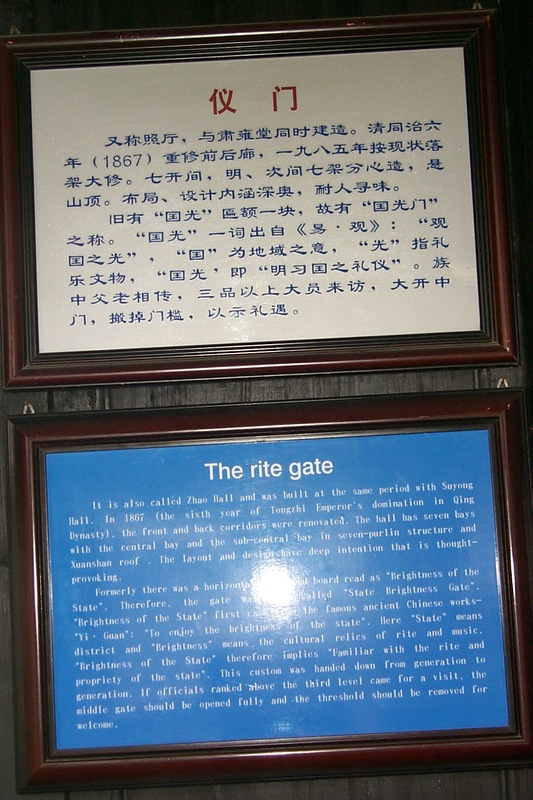 仪 门
又称照厅，与肃雍堂同时建造。清同治六
年（1867）重修前后廊，一九八五年按现状落
架大修。七开间，明、次间七架分心造，悬
山顶。布局、设计内涵深奥，耐人寻味。
旧有“国光”匾额一块，故有“国光门”
之称。“国光”一词出自《易·观》：“观
国之光”，“国”为地域之意，“光”指礼
乐文物，“国光’即“明习国之礼仪”。族
中父老相传，三品以上大员来访，大开中
门，搬掉门槛，以示礼遇。
The rite gate
It is also called Zhao Hall and was built at the same period with Suyong
Hall. In 1867 (the sixth year of Tongzhi Emperor's domination in Qing
Dynasty), the front and back corridors were renovated. The hall has seven bays
with the central bay and the sub-central bay in seven-purlin structure and
Xuanshan roof . The layout and design have deep intention that is thought-
provoking.
Formerly there was a horizontal board read as "Brightness of the
State". Therefore, the gate called "State Brightness Gate".
"Brightness of the State" first the famous ancient Chinese works-
"Yi· Guan": "To enjoy the brightness of the state". Here "State" means
district and "Brightness" means the cultural relics of rite and music.
"Brightness of the State" therefore implies "Familiar with the rite and
propriety of the state". This custom was handed down from generation to
generation. If officials ranked above the third level came for a visit, the
middle gate should be opened fully and the threshold should be removed for
welcome.